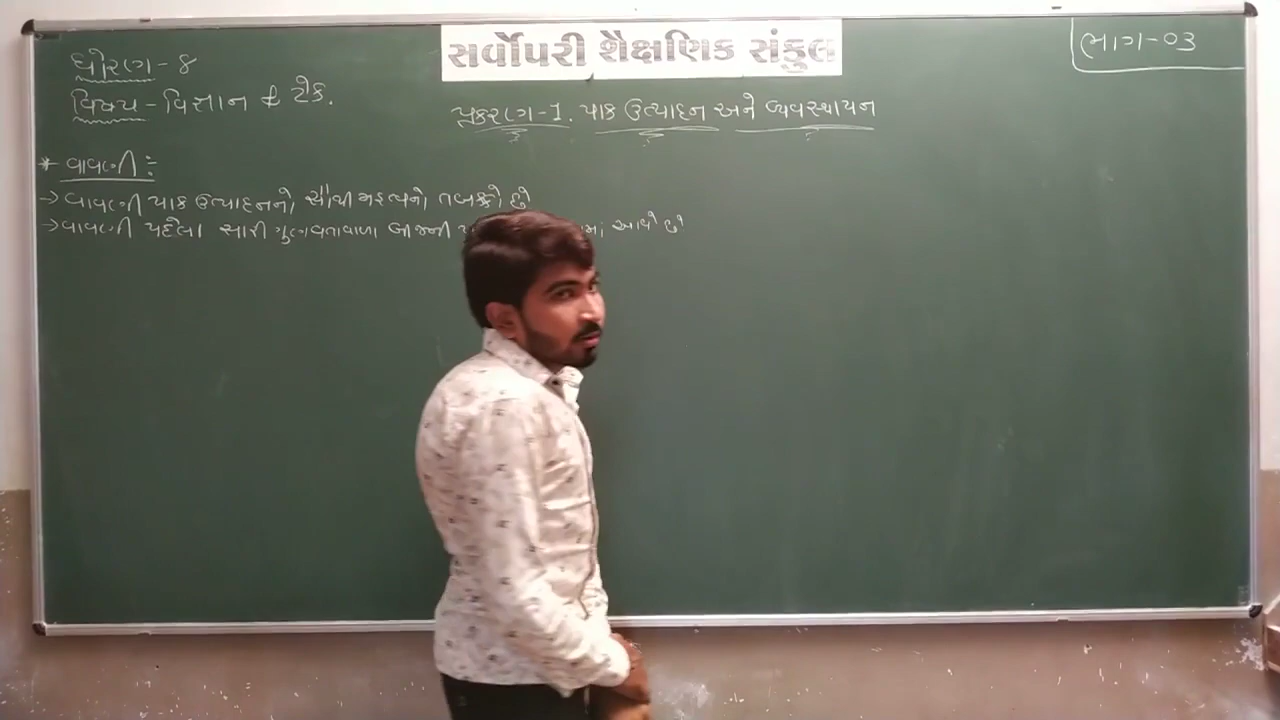 સર્વોપરી શૈક્ષણિક સંકુલ
ભાગ-03
ધોરણ-8
વિષય-વિજ્ઞાન & ટેક.
પ્રકરણ-1. પાક ઉત્પાદન અને વ્યવસ્થાપન
* વાવણી :-
→ વાવણી પાક ઉત્પાદનનો સૌથી મહત્વનો તબક્કો છે
→ વાવણી પહેલા સારી ગુણવત્તાવાળા બીજની આવે છે